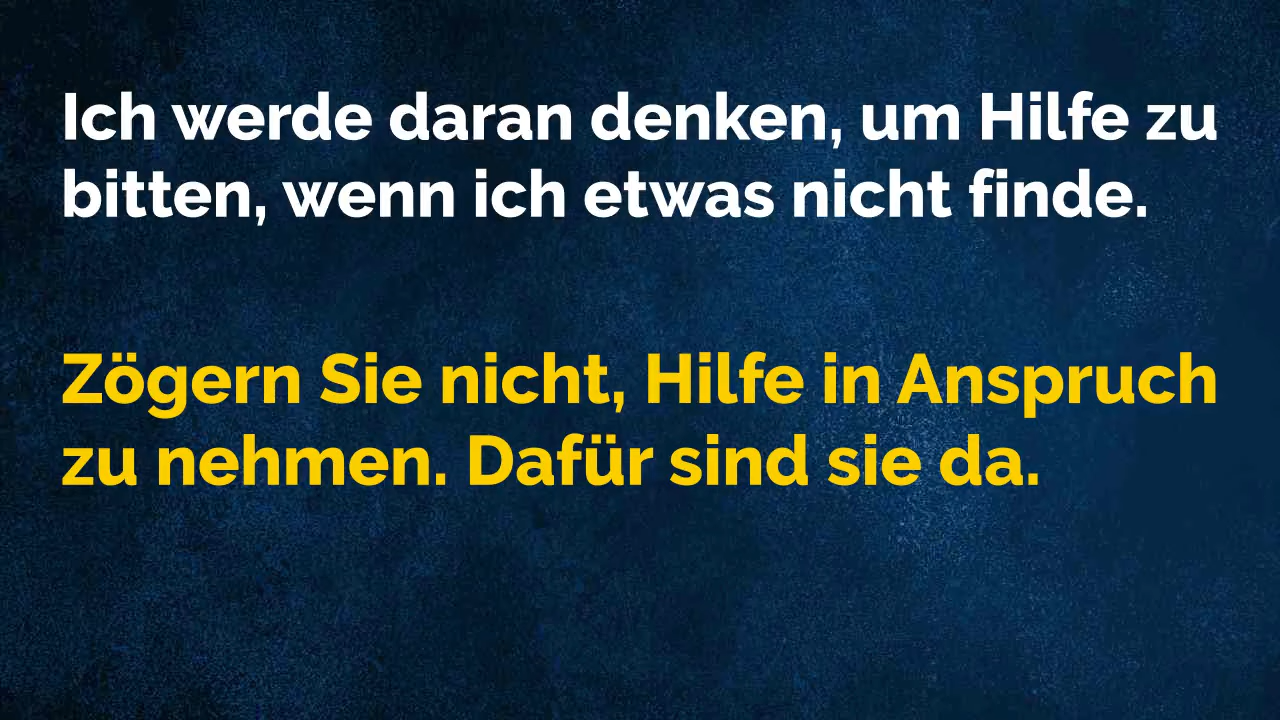 Ich werde daran denken, um Hilfe zu
bitten, wenn ich etwas nicht finde.
Zögern Sie nicht, Hilfe in Anspruch
zu nehmen. Dafür sind sie da.